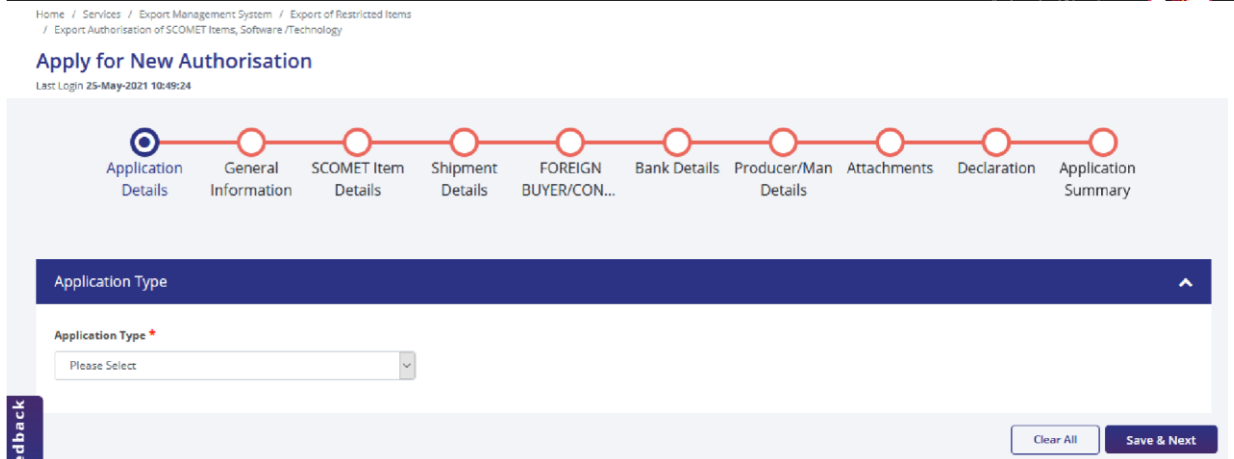 Home / Services / Export Management System / Export of Restricted Items
/ Export Authorisation of SCOMET Items, Software /Technology
Apply for New Authorisation
Last Login 25-May-2021 10:49:24
Application Details
General Information
SCOMET Item Details
Shipment Details
FOREIGN BUYER/CON...
Bank Details
Producer/Man Details
Attachments
Declaration
Application Summary
Application Type
Application Type *
Please Select
edback
Clear All
Save & Next